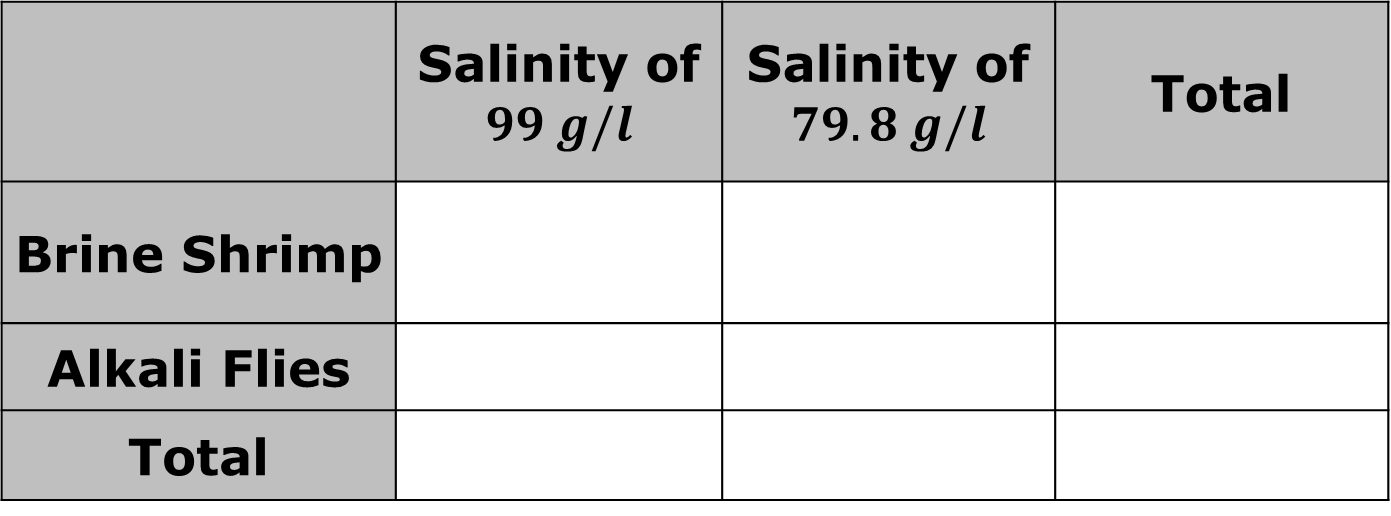 Salinity of
99 g/l
Salinity of
79.8 g/l
Total
Brine Shrimp
Alkali Flies
Total